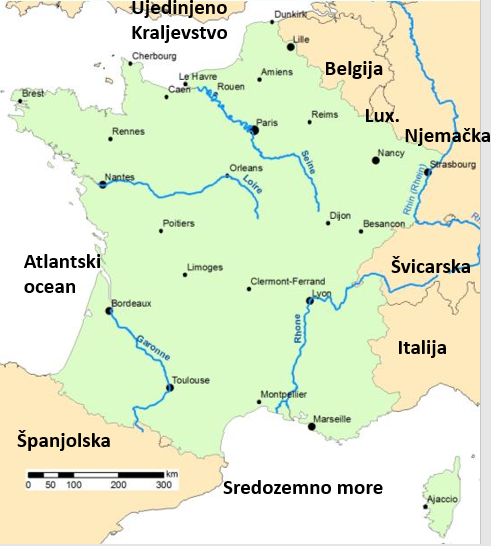 Ujedinjeno
Kraljevstvo
Dunkirk
Lille
Cherbourg
Belgija
Le Havre
Amiens
Caen
Rouen
Brest
Lux.
Reims
Paris
Rennes
Njemačka
Nancy
Strasbourg
Seine
Orleans
Nantes
Loire
Rhin (Rhein)
Dijon
Poitiers
Besançon
Atlantski
ocean
Limoges
Švicarska
Clermont-Ferrand
Lyon
Bordeaux
Rhone
Garonne
Italija
Toulouse
Montpellier
Marseille
Španjolska
km
0 50 100 200 300
Sredozemno more
Ajaccio